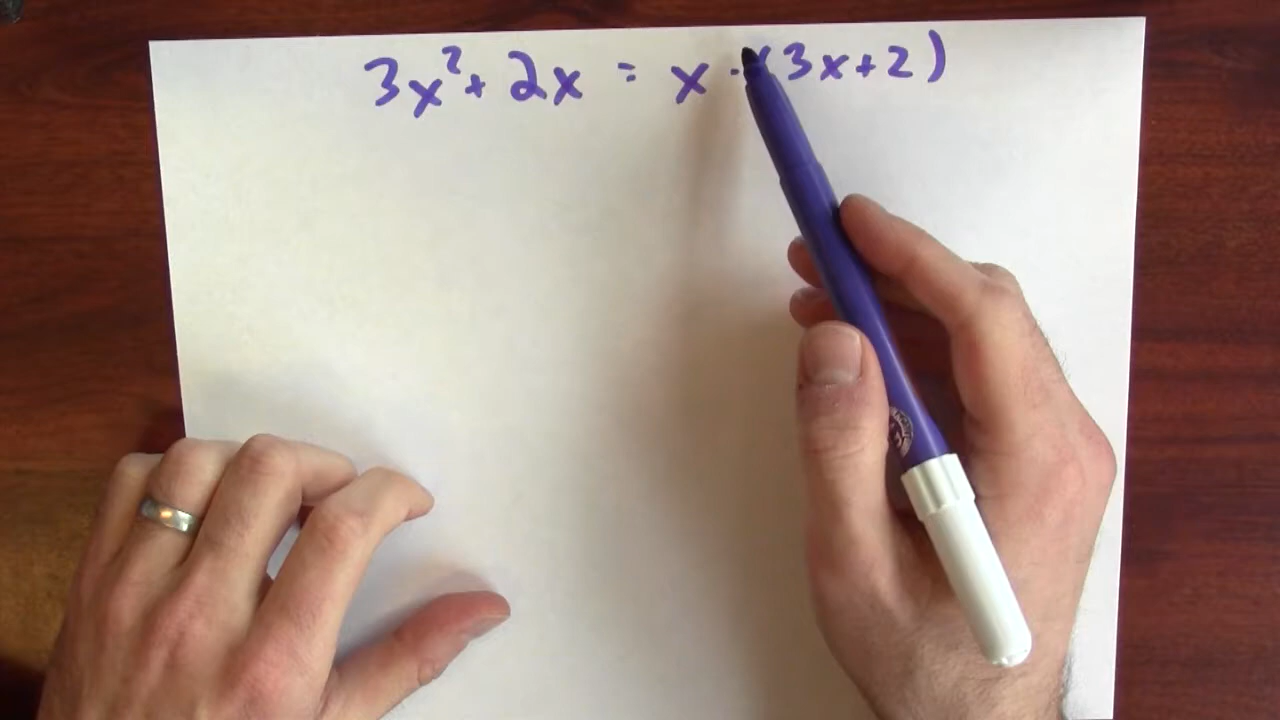 3x² + 2x = x · (3x + 2)